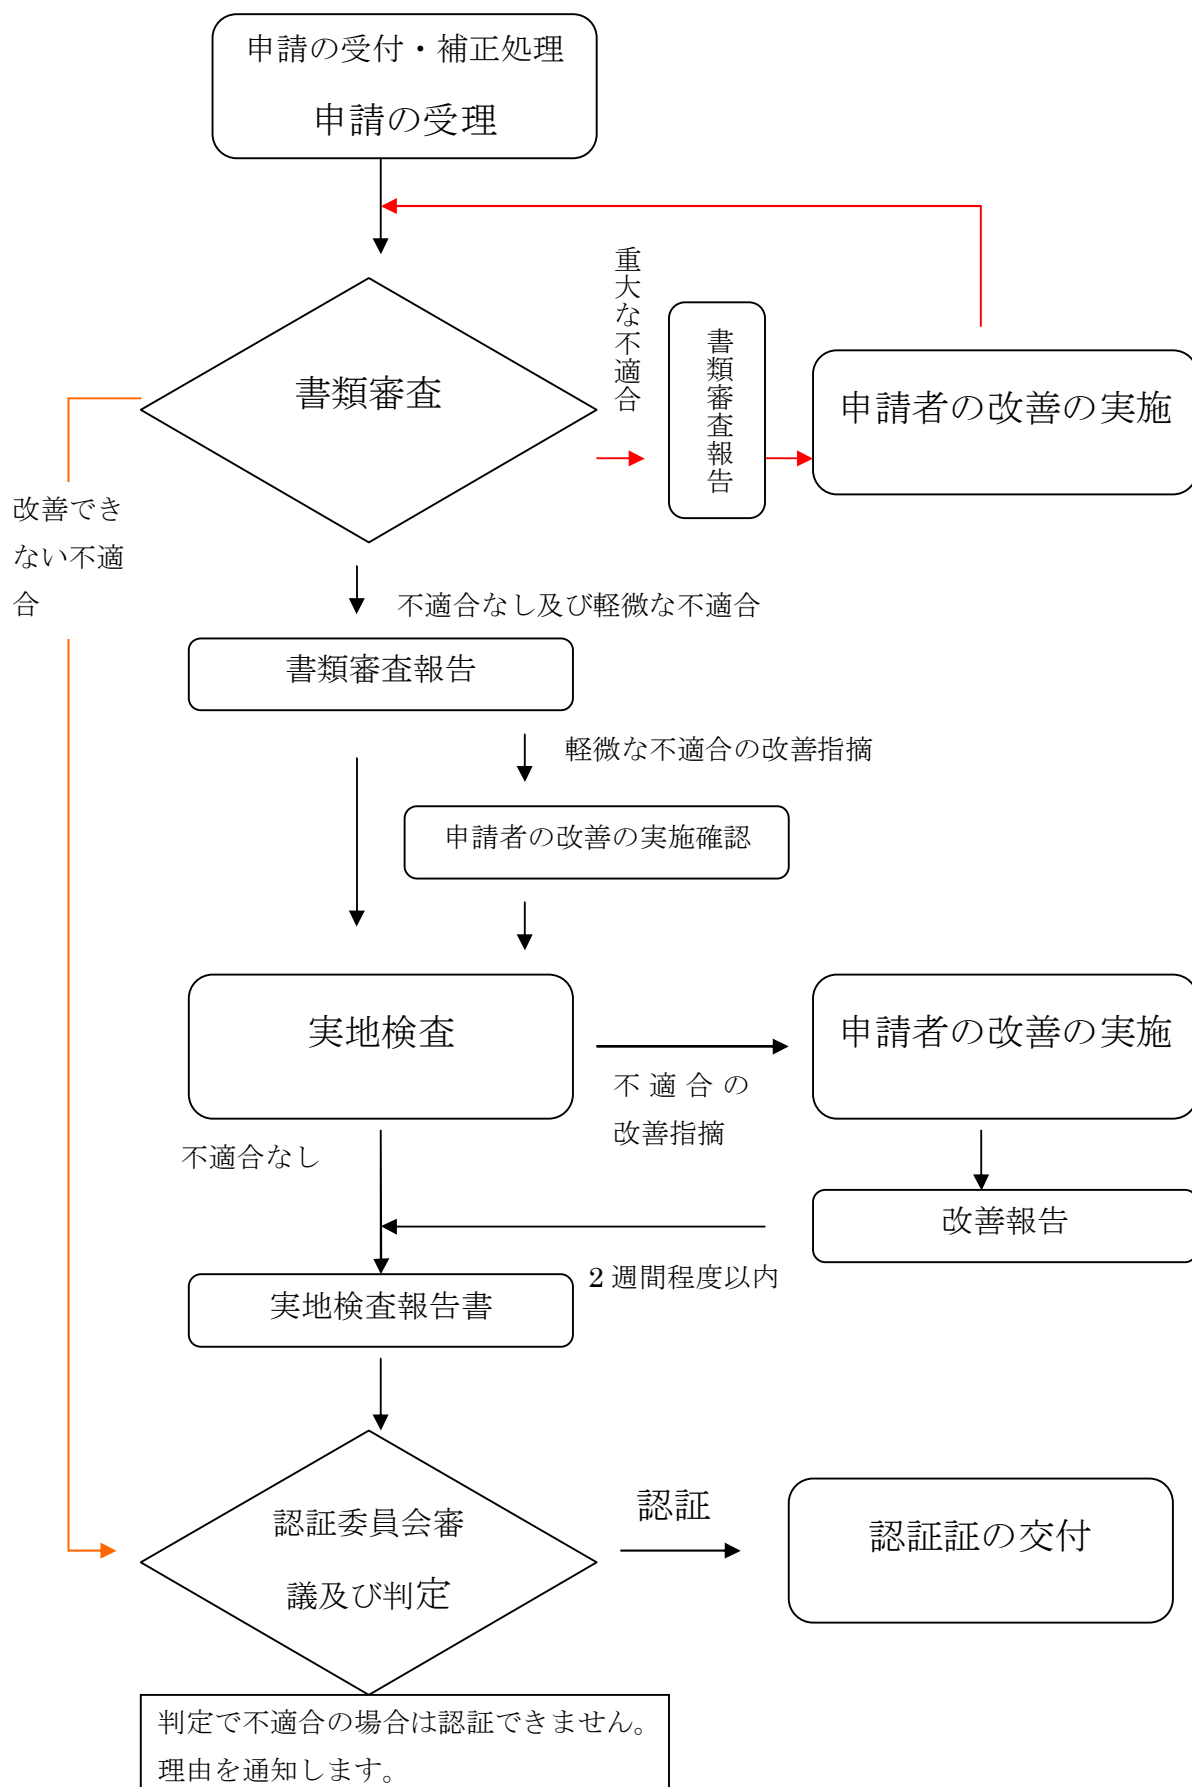 申請の受付・補正処理
申請の受理
書類審査
重大な不適合
書類審査報告
申請者の改善の実施
改善でき
ない不適
合
不適合なし及び軽微な不適合
書類審査報告
軽微な不適合の改善指摘
申請者の改善の実施確認
実地検査
不適合の
改善指摘
申請者の改善の実施
不適合なし
改善報告
2週間程度以内
実地検査報告書
認証委員会審
議及び判定
認証
認証証の交付
判定で不適合の場合は認証できません。
理由を通知します。